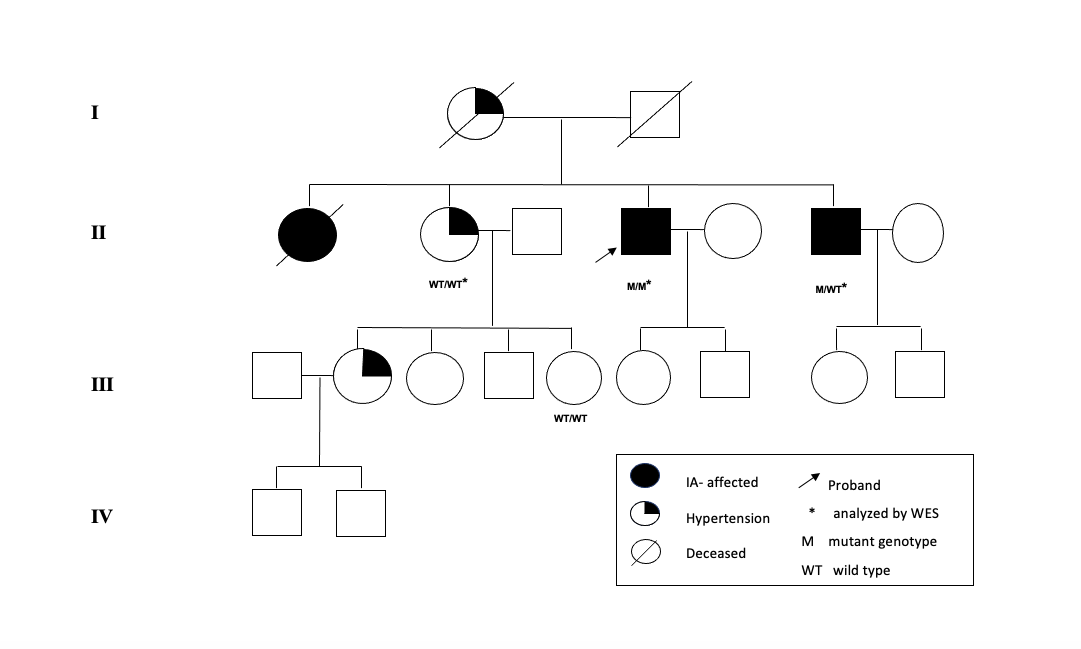 I
II
WT/WT*
M/M*
M/WT*
III
WT/WT
IV
IA- affected
Proband
* analyzed by WES
Hypertension
M mutant genotype
Deceased
WT wild type